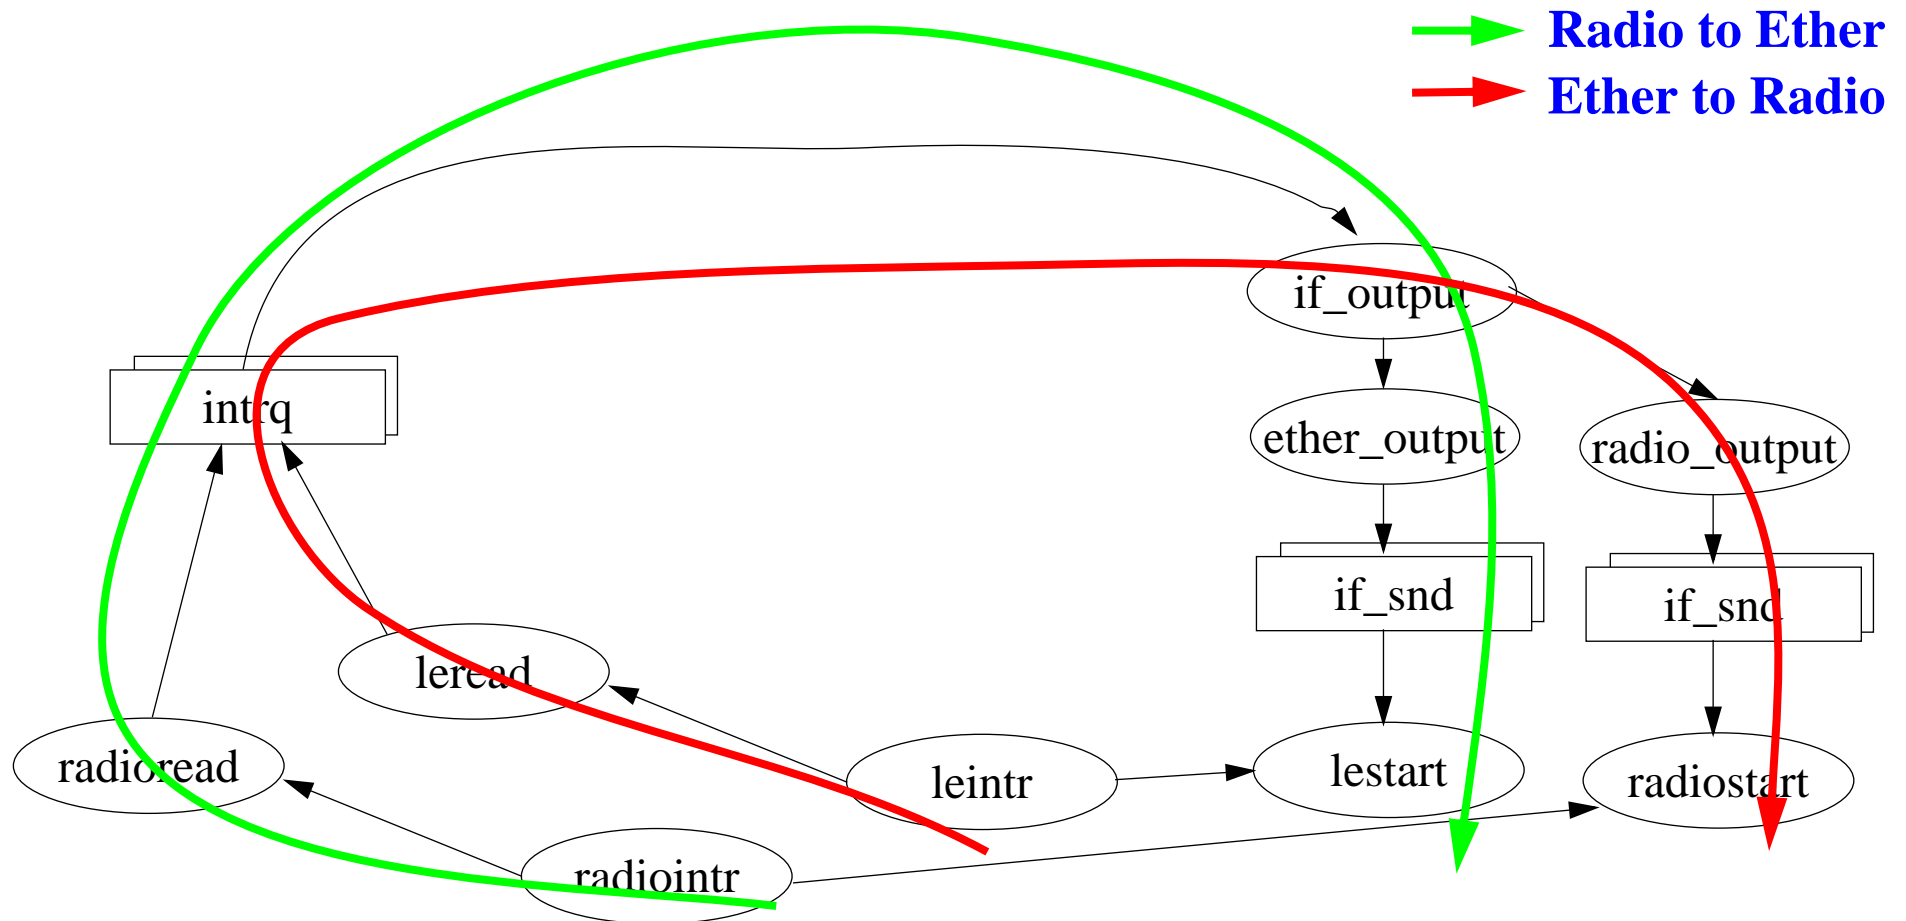 Radio to Ether
Ether to Radio
if_output
intrq
ether_output
radio_output
if_snd
if_snd
leread
radioread
leintr
lestart
radiostart
radiointr